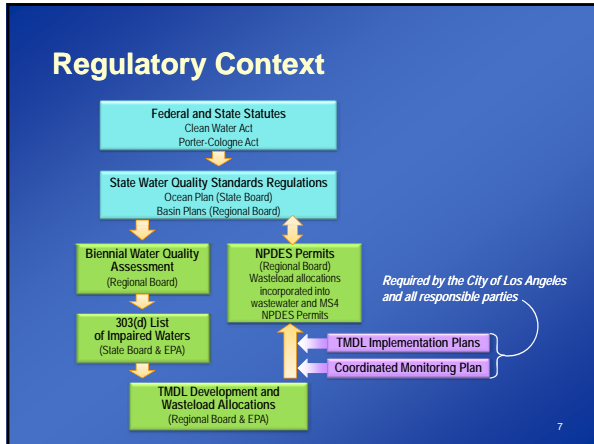 Regulatory Context
Federal and State Statutes
Clean Water Act
Porter-Cologne Act
State Water Quality Standards Regulations
Ocean Plan (State Board)
Basin Plans (Regional Board)
Biennial Water Quality
Assessment
(Regional Board)
NPDES Permits
(Regional Board)
Wasteload allocations
incorporated into
wastewater and MS4
NPDES Permits
Required by the City of Los Angeles
and all responsible parties
303(d) List
of Impaired Waters
(State Board & EPA)
TMDL Implementation Plans
Coordinated Monitoring Plan
TMDL Development and
Wasteload Allocations
(Regional Board & EPA)
7